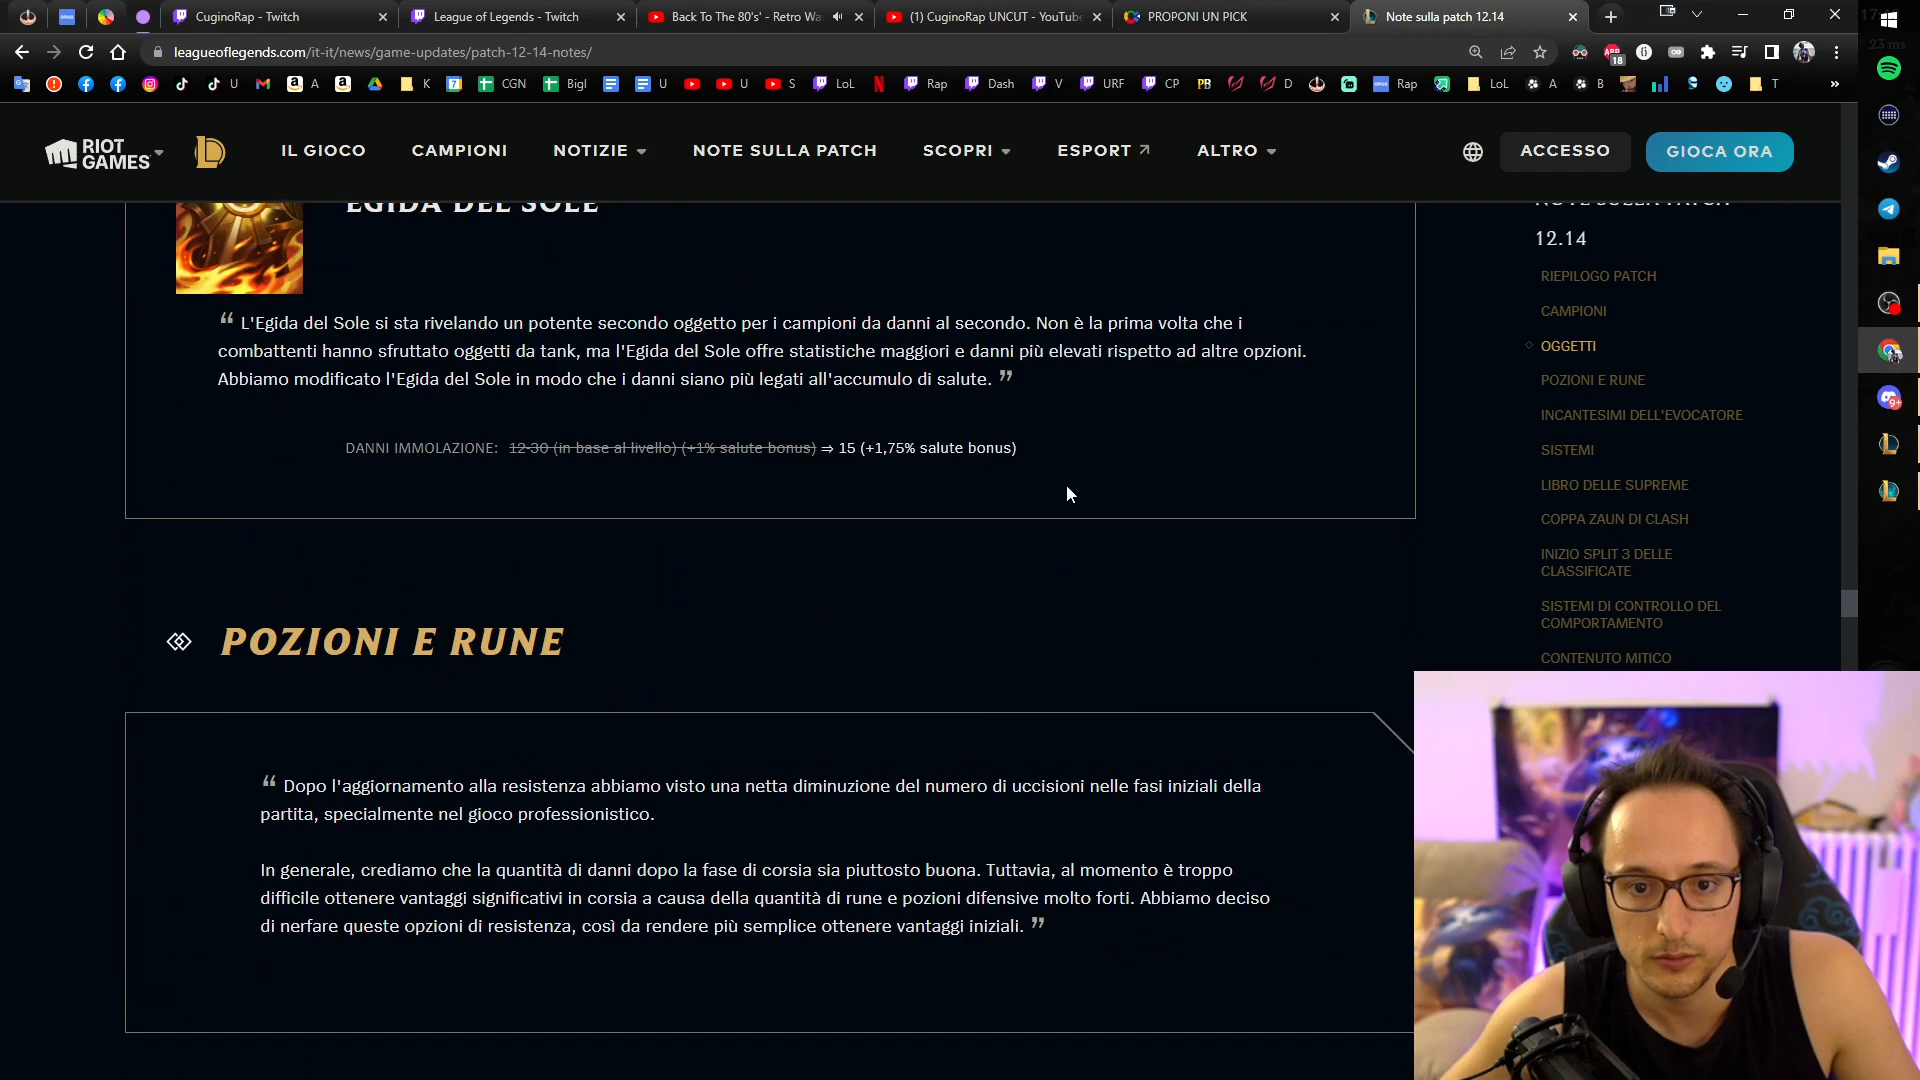 CuginoRap - Twitch
League of Legends - Twitch
Back To The 80's' - Retro Wa
(1) CuginoRap UNCUT - YouTube
PROPONI UN PICK
Note sulla patch 12.14
leagueoflegends.com/it-it/news/game-updates/patch-12-14-notes/
23 ms
18
U
A
K
CGN
Bigl
U
U
S
LoL
Rap
Dash
V
URF
CP
PB
D
Rap
LoL
A
B
T
»
RIOT GAMES
IL GIOCO
CAMPIONI
NOTIZIE
NOTE SULLA PATCH
SCOPRI
ESPORT
ALTRO
ACCESSO
GIOCA ORA
EGIDA DEL SOLE
“ L'Egida del Sole si sta rivelando un potente secondo oggetto per i campioni da danni al secondo. Non è la prima volta che i
combattenti hanno sfruttato oggetti da tank, ma l'Egida del Sole offre statistiche maggiori e danni più elevati rispetto ad altre opzioni.
Abbiamo modificato l'Egida del Sole in modo che i danni siano più legati all'accumulo di salute. ”
DANNI IMMOLAZIONE: 12-30 (in base al livello) (+1% salute bonus) ⇒ 15 (+1,75% salute bonus)
POZIONI E RUNE
“ Dopo l'aggiornamento alla resistenza abbiamo visto una netta diminuzione del numero di uccisioni nelle fasi iniziali della
partita, specialmente nel gioco professionistico.
In generale, crediamo che la quantità di danni dopo la fase di corsia sia piuttosto buona. Tuttavia, al momento è troppo
difficile ottenere vantaggi significativi in corsia a causa della quantità di rune e pozioni difensive molto forti. Abbiamo deciso
di nerfare queste opzioni di resistenza, così da rendere più semplice ottenere vantaggi iniziali. ”
NOTE SULLA PATCH
12.14
RIEPILOGO PATCH
CAMPIONI
OGGETTI
POZIONI E RUNE
INCANTESIMI DELL'EVOCATORE
SISTEMI
LIBRO DELLE SUPREME
COPPA ZAUN DI CLASH
INIZIO SPLIT 3 DELLE
CLASSIFICATE
SISTEMI DI CONTROLLO DEL
COMPORTAMENTO
CONTENUTO MITICO
9+